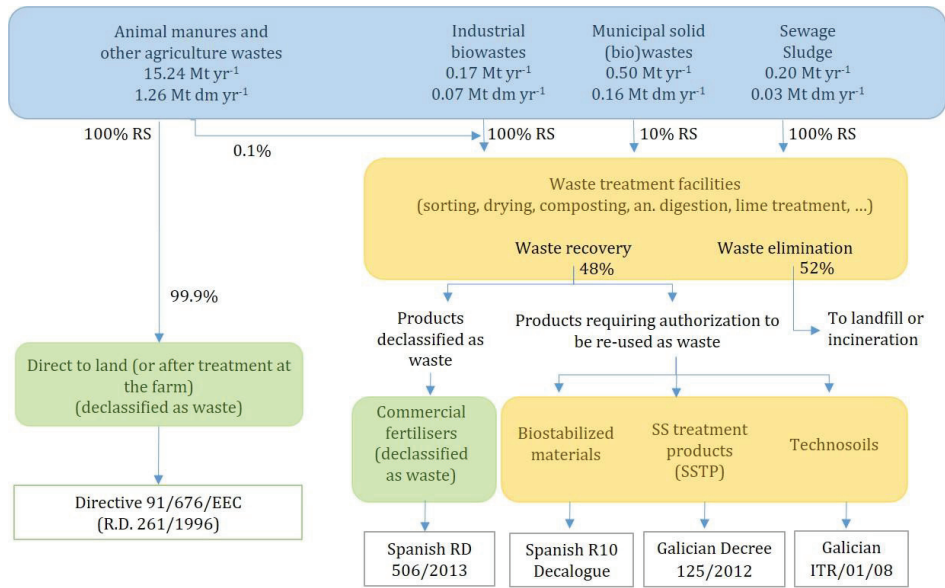 Animal manures and
other agriculture wastes
15.24 Mt yr⁻¹
1.26 Mt dm yr⁻¹
Industrial
biowastes
0.17 Mt yr⁻¹
0.07 Mt dm yr⁻¹
Municipal solid
(bio)wastes
0.50 Mt yr⁻¹
0.16 Mt dm yr⁻¹
Sewage
Sludge
0.20 Mt yr⁻¹
0.03 Mt dm yr⁻¹
100% RS
0.1%
100% RS
10% RS
100% RS
Waste treatment facilities
(sorting, drying, composting, an. digestion, lime treatment, ...)
Waste recovery
48%
Waste elimination
52%
99.9%
Products
declassified as
waste
Products requiring authorization to
be re-used as waste
To landfill or
incineration
Direct to land (or after treatment at
the farm)
(declassified as waste)
Commercial
fertilisers
(declassified
as waste)
Biostabilized
materials
SS treatment
products
(SSTP)
Technosoils
Directive 91/676/EEC
(R.D. 261/1996)
Spanish RD
506/2013
Spanish R10
Decalogue
Galician Decree
125/2012
Galician
ITR/01/08